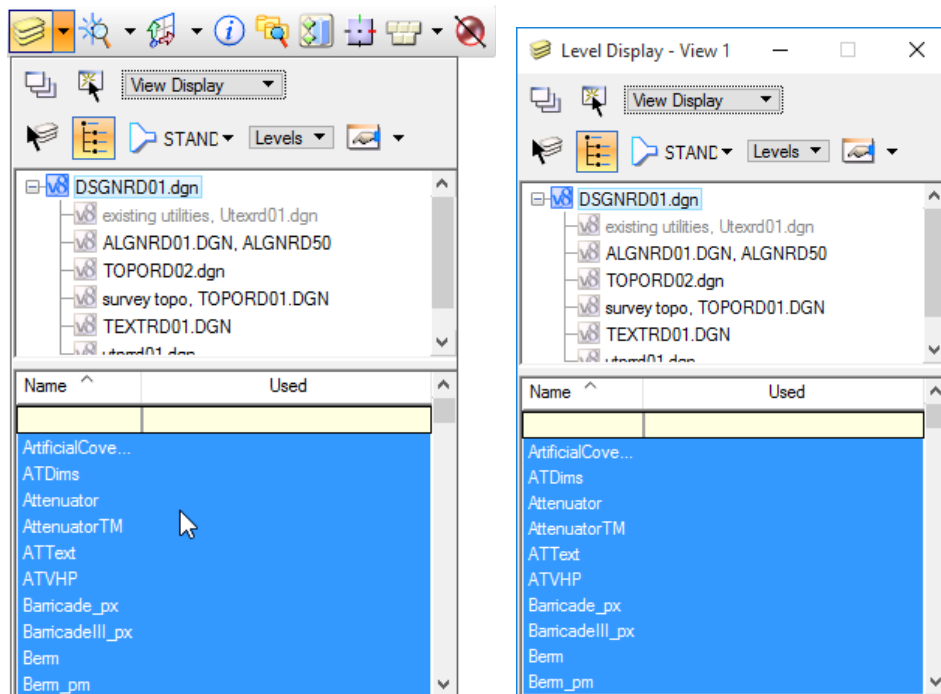 View Display
STAND
Levels
DSGNRD01.dgn
existing utilities, Utexrd01.dgn
ALGNRD01.DGN, ALGNRD50
TOPORD02.dgn
survey topo, TOPORD01.DGN
TEXTRD01.DGN
Name Used
ArtificialCove...
ATDims
Attenuator
AttenuatorTM
ATText
ATVHP
Barricade_px
BarricadeIII_px
Berm
Berm_pm
Level Display - View 1
View Display
STAND
Levels
DSGNRD01.dgn
existing utilities, Utexrd01.dgn
ALGNRD01.DGN, ALGNRD50
TOPORD02.dgn
survey topo, TOPORD01.DGN
TEXTRD01.DGN
Name Used
ArtificialCove...
ATDims
Attenuator
AttenuatorTM
ATText
ATVHP
Barricade_px
BarricadeIII_px
Berm
Berm_pm